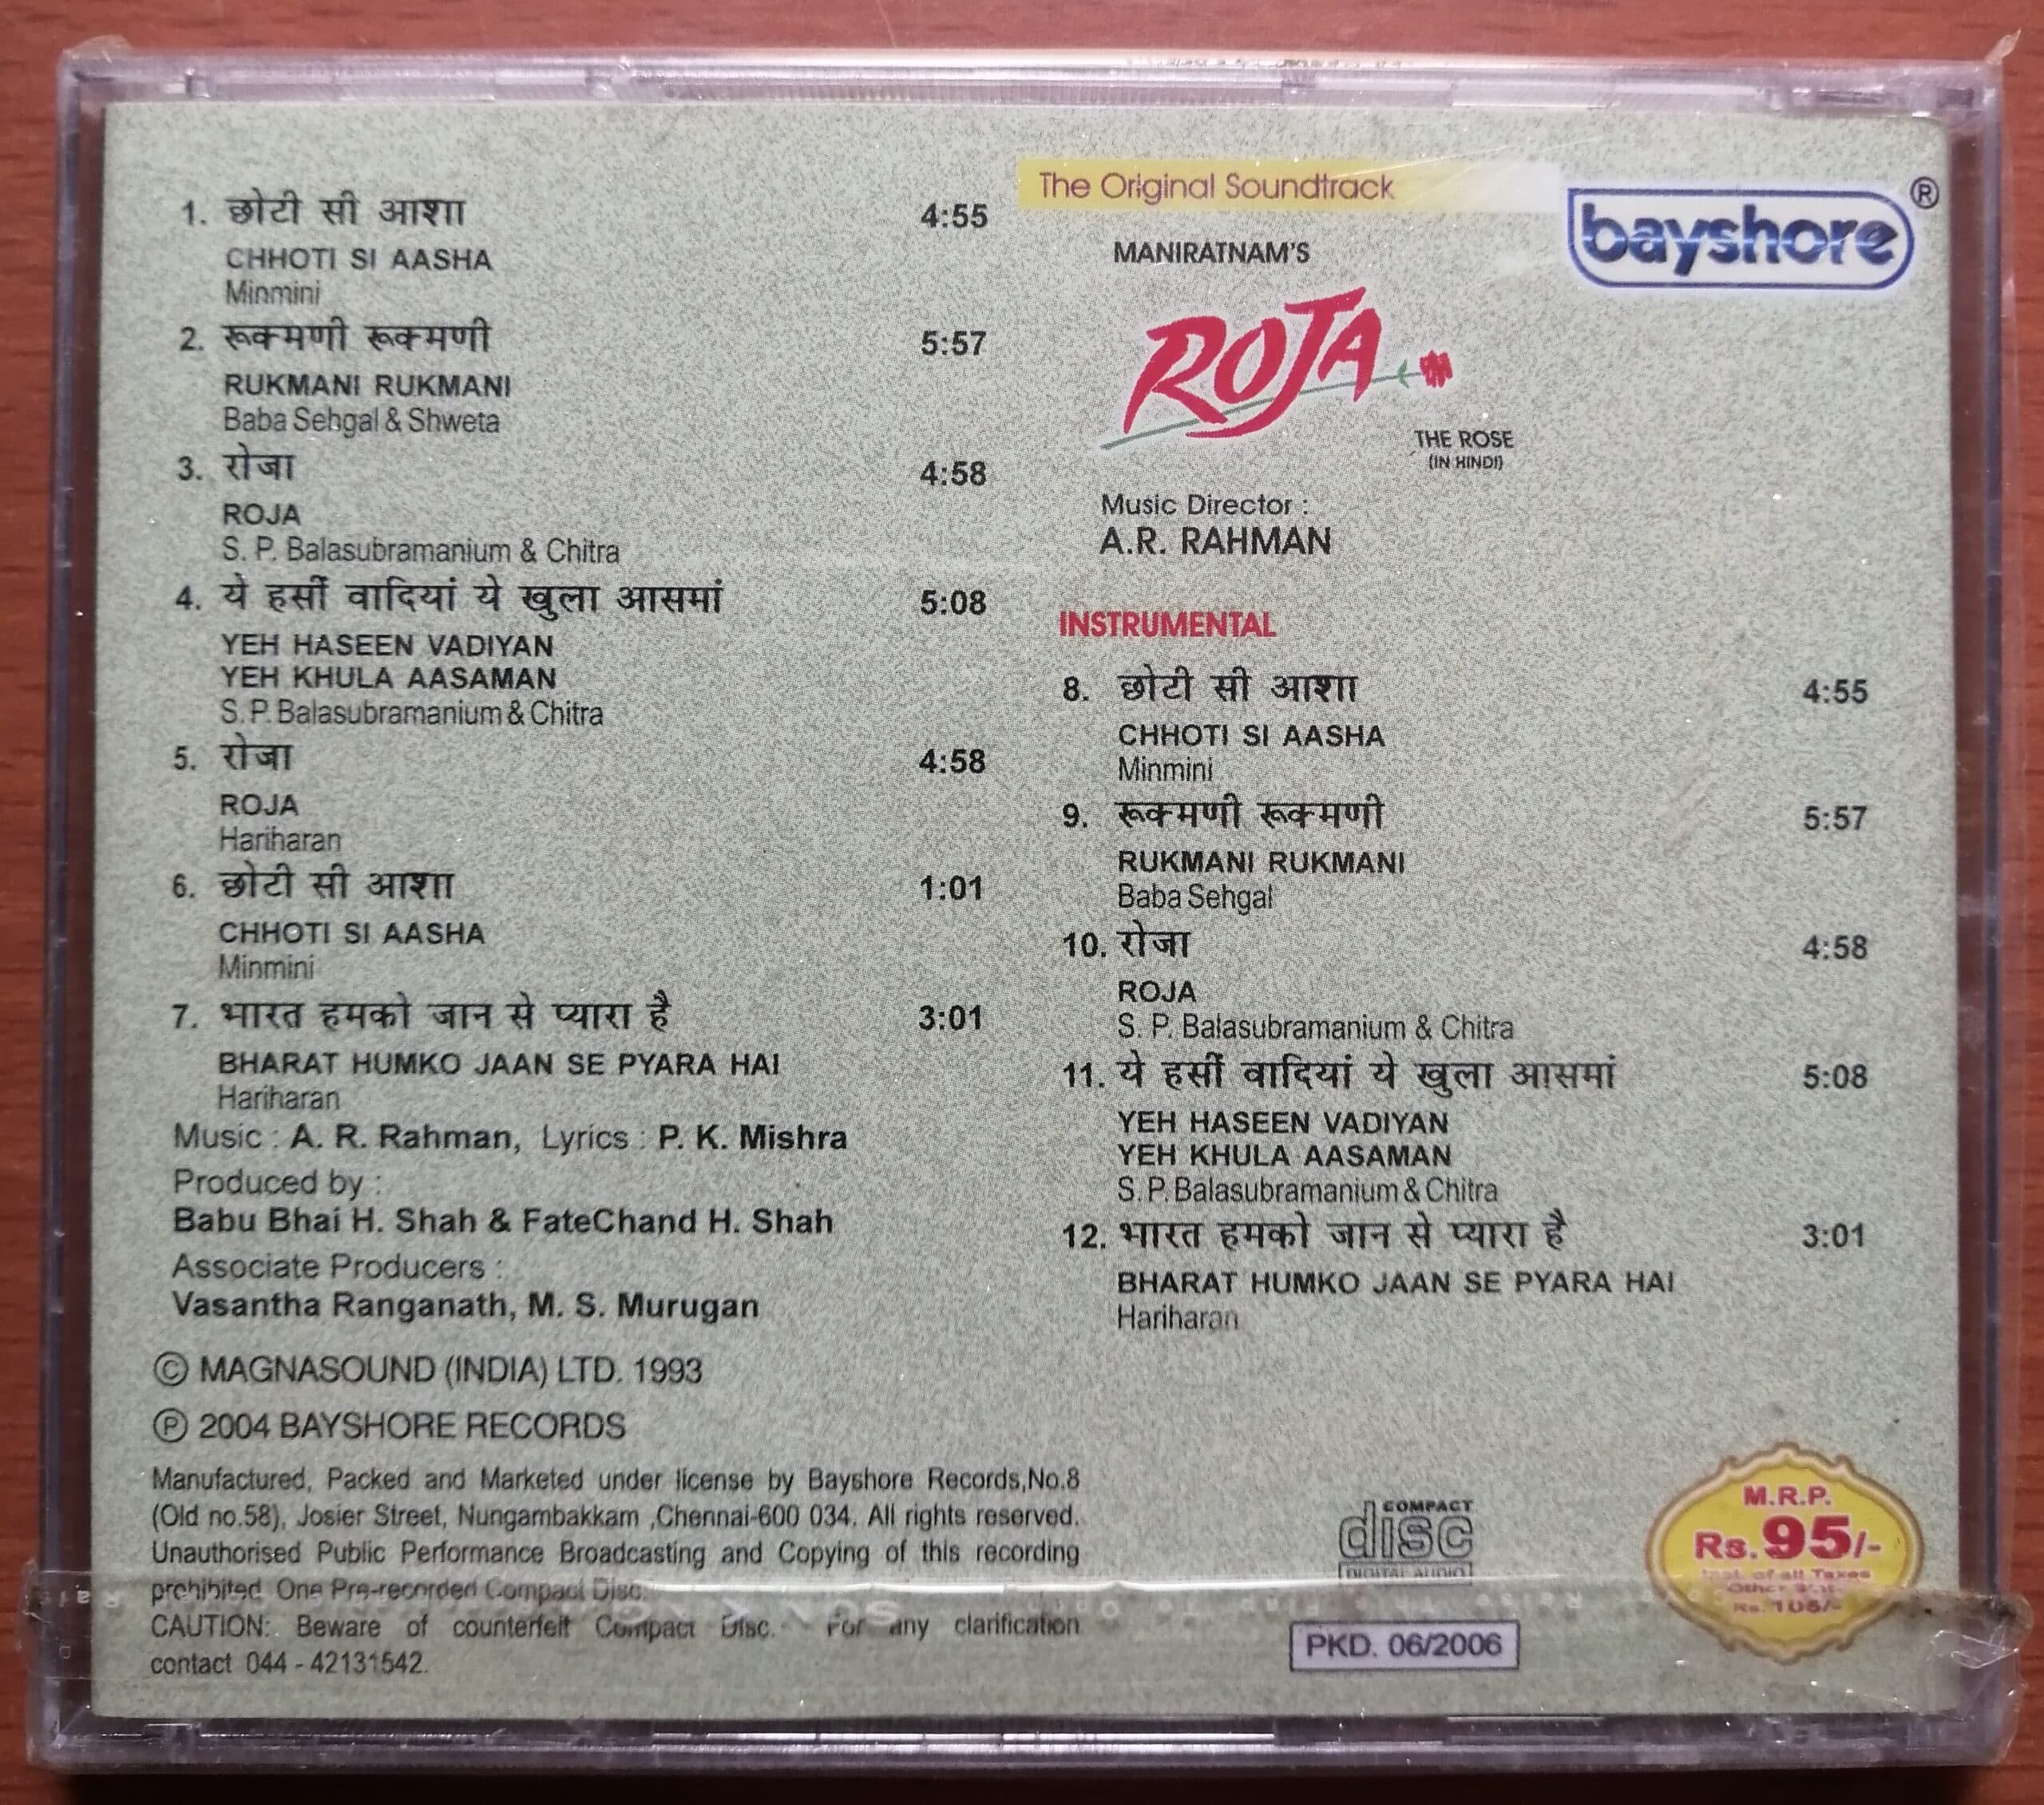 1. छोटी सी आशा 4:55
CHHOTI SI AASHA
Minmini
2. रूक्मणी रूक्मणी 5:57
RUKMANI RUKMANI
Baba Sehgal & Shweta
3. रोजा 4:58
ROJA
S. P. Balasubramanium & Chitra
4. ये हसीं वादियां ये खुला आसमां 5:08
YEH HASEEN VADIYAN
YEH KHULA AASAMAN
S. P. Balasubramanium & Chitra
5. रोजा 4:58
ROJA
Hariharan
6. छोटी सी आशा 1:01
CHHOTI SI AASHA
Minmini
7. भारत हमको जान से प्यारा है 3:01
BHARAT HUMKO JAAN SE PYARA HAI
Hariharan
Music : A. R. Rahman, Lyrics : P. K. Mishra
Produced by :
Babu Bhai H. Shah & FateChand H. Shah
Associate Producers :
Vasantha Ranganath, M. S. Murugan
© MAGNASOUND (INDIA) LTD. 1993
℗ 2004 BAYSHORE RECORDS
Manufactured, Packed and Marketed under license by Bayshore Records,No.8
(Old no.58), Josier Street, Nungambakkam ,Chennai-600 034. All rights reserved.
Unauthorised Public Performance Broadcasting and Copying of this recording
prohibited. One Pre-recorded Compact Disc.
CAUTION: Beware of counterfeit Compact Disc. For any clarification
contact 044 - 42131542.
The Original Soundtrack
bayshore ®
MANIRATNAM'S
ROJA
THE ROSE
(IN HINDI)
Music Director :
A.R. RAHMAN
INSTRUMENTAL
8. छोटी सी आशा 4:55
CHHOTI SI AASHA
Minmini
9. रूक्मणी रूक्मणी 5:57
RUKMANI RUKMANI
Baba Sehgal
10. रोजा 4:58
ROJA
S. P. Balasubramanium & Chitra
11. ये हसीं वादियां ये खुला आसमां 5:08
YEH HASEEN VADIYAN
YEH KHULA AASAMAN
S. P. Balasubramanium & Chitra
12. भारत हमको जान से प्यारा है 3:01
BHARAT HUMKO JAAN SE PYARA HAI
Hariharan
COMPACT
disc
DIGITAL AUDIO
PKD. 06/2006
M.R.P.
Rs. 95/-
Incl. of all Taxes
Other
Rs. 105/-